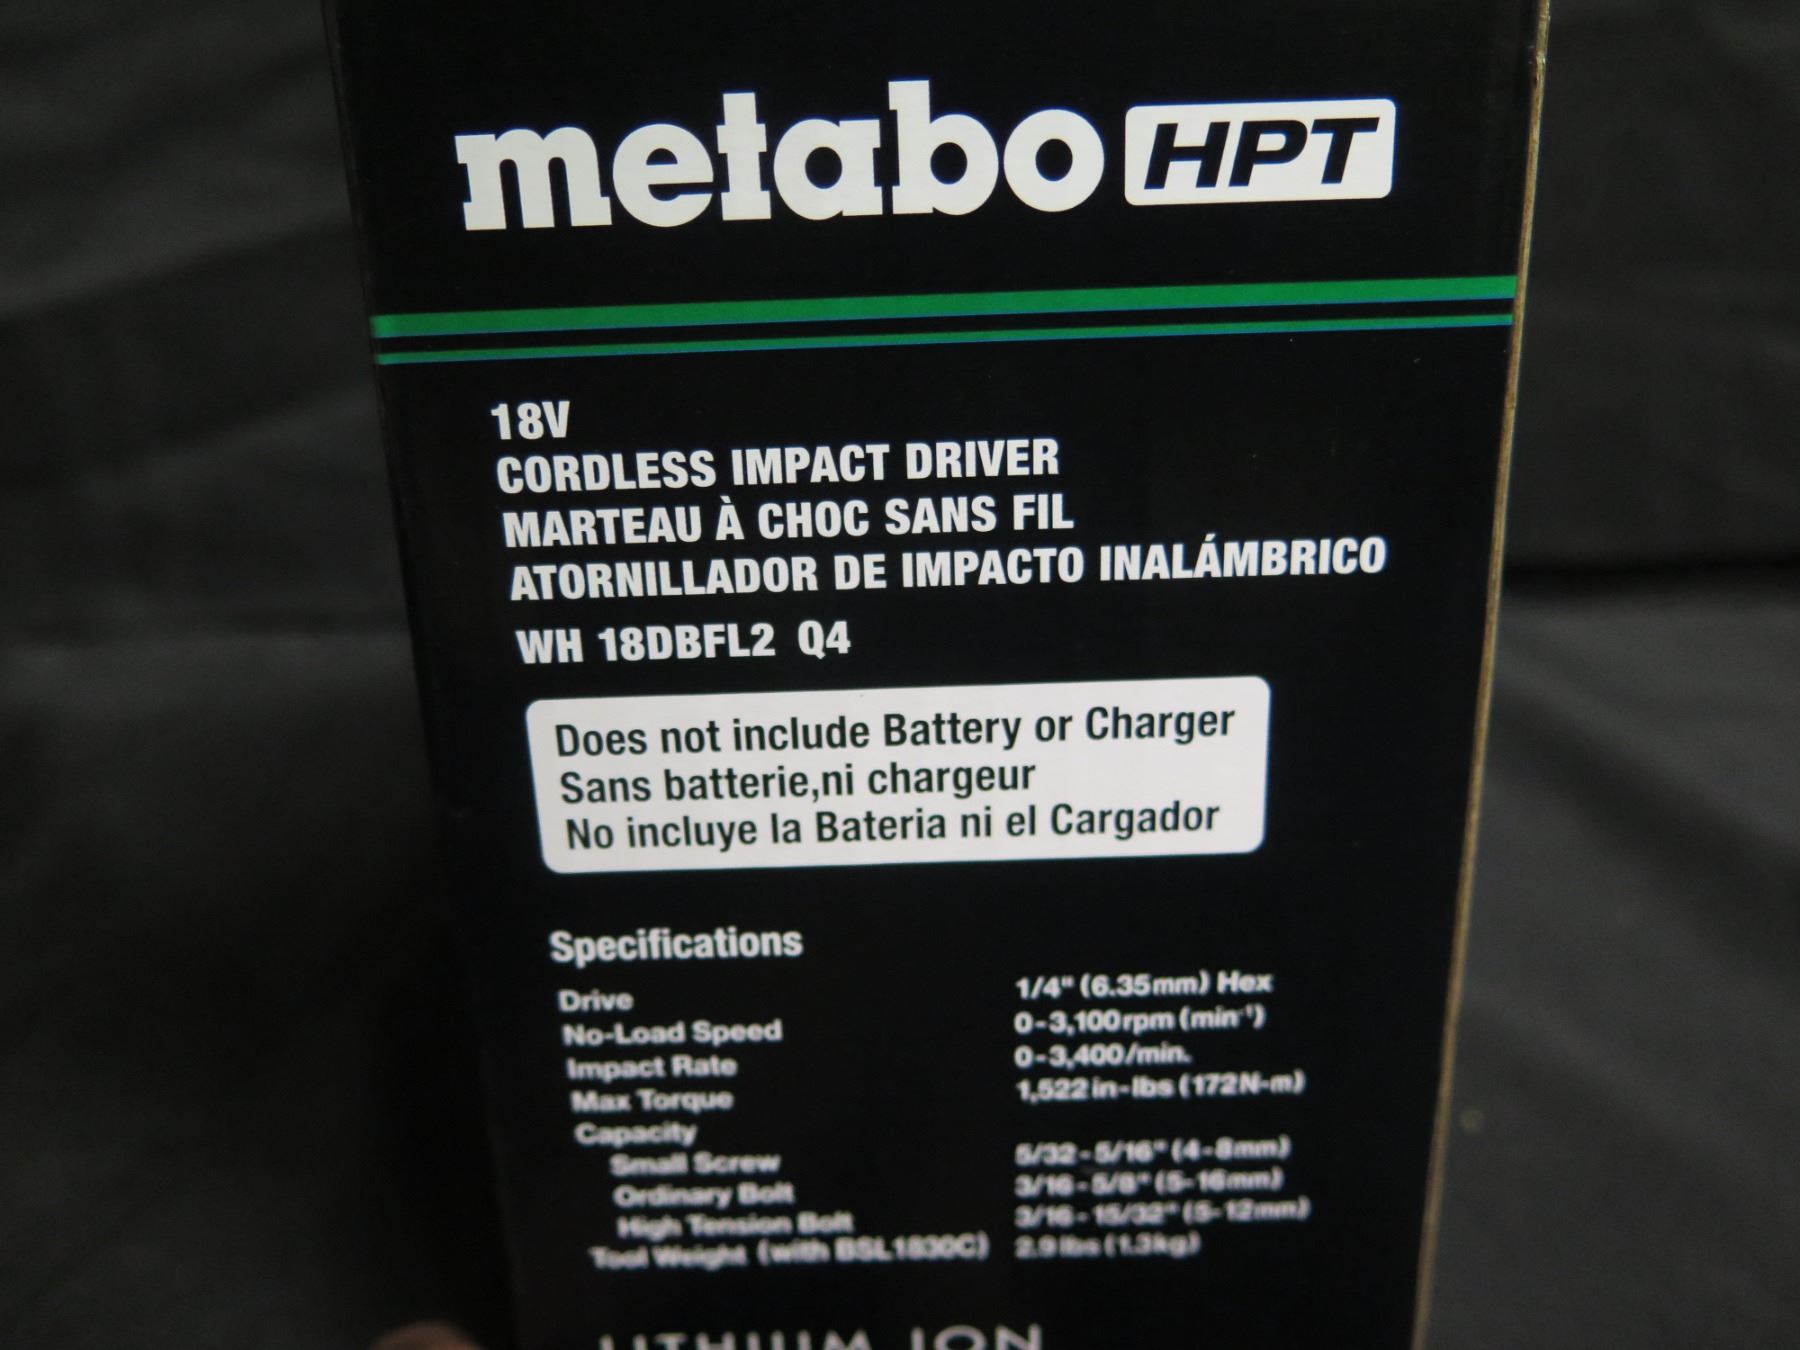 metabo HPT
18V
CORDLESS IMPACT DRIVER
MARTEAU À CHOC SANS FIL
ATORNILLADOR DE IMPACTO INALÁMBRICO
WH 18DBFL2 Q4
Does not include Battery or Charger
Sans batterie,ni chargeur
No incluye la Bateria ni el Cargador
Specifications
Drive 1/4" (6.35mm) Hex
No-Load Speed 0-3,100rpm (min⁻¹)
Impact Rate 0-3,400/min.
Max Torque 1,522in-lbs (172N-m)
Capacity
Small Screw 5/32-5/16" (4-8mm)
Ordinary Bolt 3/16-5/8" (5-16mm)
High Tension Bolt 3/16-15/32" (5-12mm)
Tool Weight (with BSL1830C) 2.9lbs (1.3kg)
LITHIUM ION